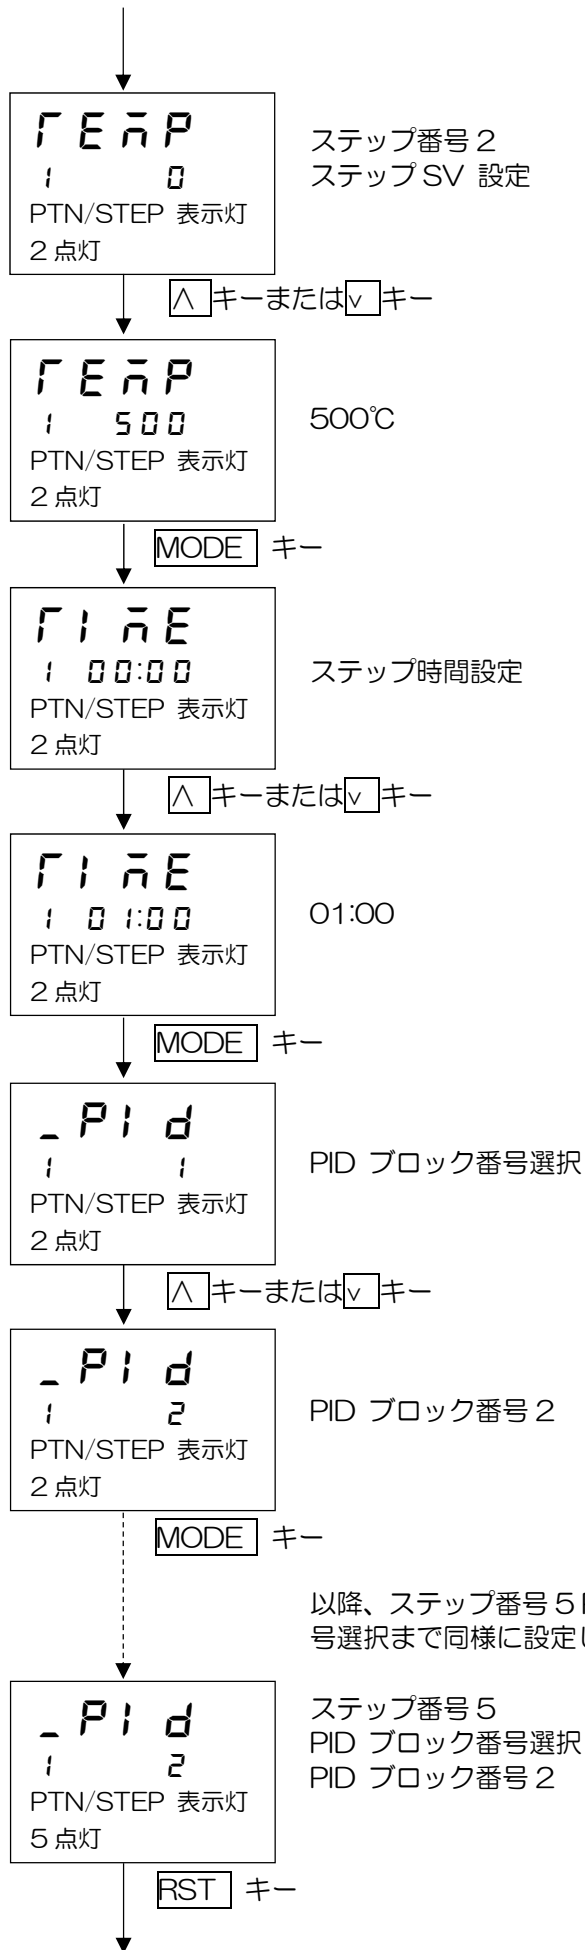 TEMP
1 0
PTN/STEP 表示灯
2 点灯
ステップ番号 2
ステップ SV 設定
∧ キーまたは ∨ キー
TEMP
1 500
PTN/STEP 表示灯
2 点灯
500℃
MODE キー
TIME
1 00:00
PTN/STEP 表示灯
2 点灯
ステップ時間設定
∧ キーまたは ∨ キー
TIME
1 01:00
PTN/STEP 表示灯
2 点灯
01:00
MODE キー
_PId
1 1
PTN/STEP 表示灯
2 点灯
PID ブロック番号選択
∧ キーまたは ∨ キー
_PId
1 2
PTN/STEP 表示灯
2 点灯
PID ブロック番号 2
MODE キー
以降、ステップ番号 5
号選択まで同様に設定し
_PId
1 2
PTN/STEP 表示灯
5 点灯
ステップ番号 5
PID ブロック番号選択
PID ブロック番号 2
RST キー